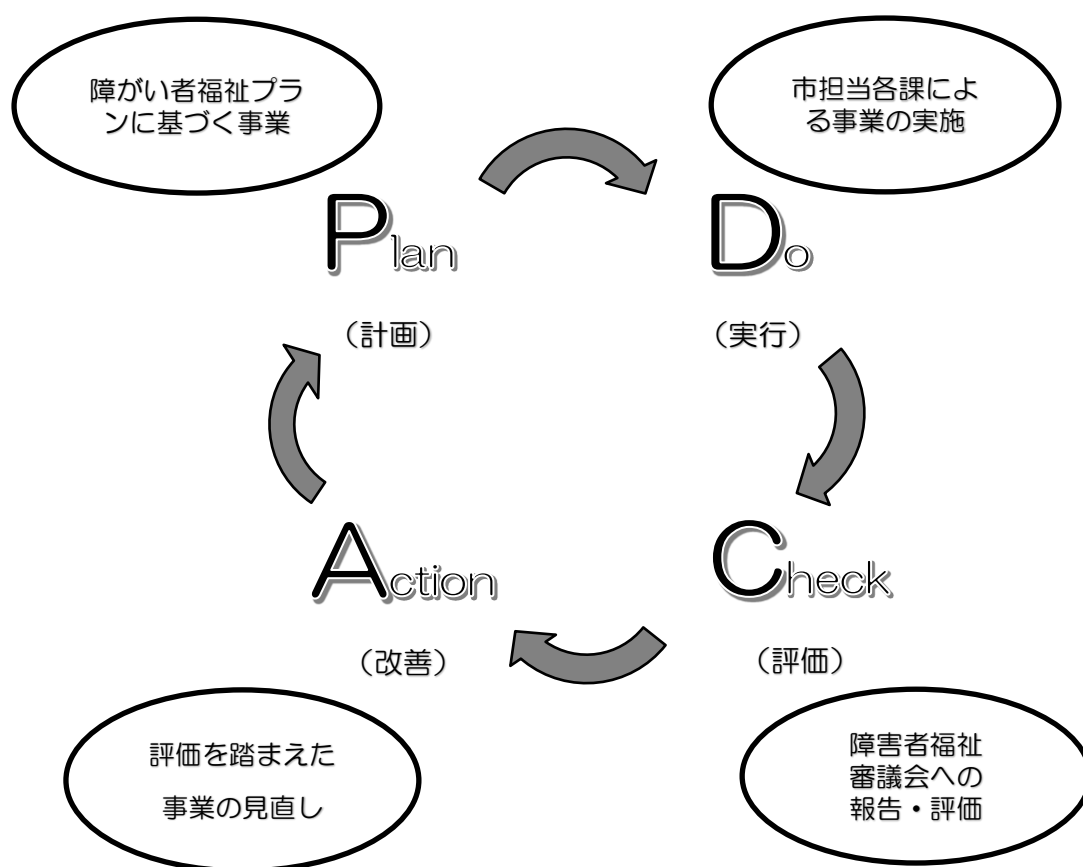 障がい者福祉プラ
ンに基づく事業
市担当各課によ
る事業の実施
Plan
Do
（計画）
（実行）
Action
Check
（改善）
（評価）
評価を踏まえた
事業の見直し
障害者福祉
審議会への
報告・評価